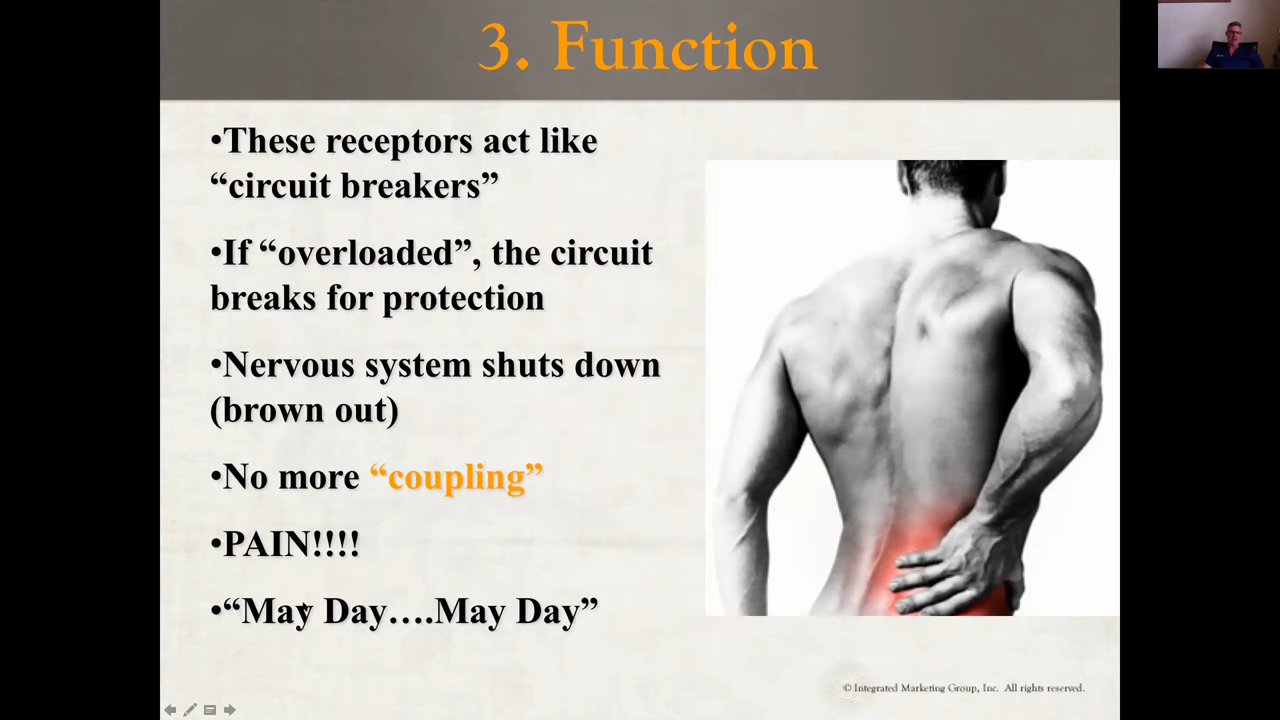 3. Function
•These receptors act like
“circuit breakers”
•If “overloaded”, the circuit
breaks for protection
•Nervous system shuts down
(brown out)
•No more “coupling”
•PAIN!!!!
•“May Day….May Day”
© Integrated Marketing Group, Inc. All rights reserved.